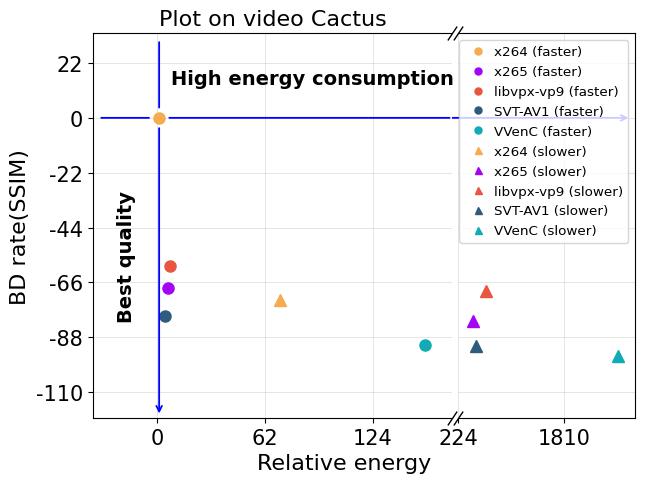 Plot on video Cactus
High energy consumption
x264 (faster)
x265 (faster)
libvpx-vp9 (faster)
SVT-AV1 (faster)
VVenC (faster)
x264 (slower)
x265 (slower)
libvpx-vp9 (slower)
SVT-AV1 (slower)
VVenC (slower)
BD rate(SSIM)
22
0
-22
-44
-66
-88
-110
Best quality
0 62 124 224 1810
Relative energy